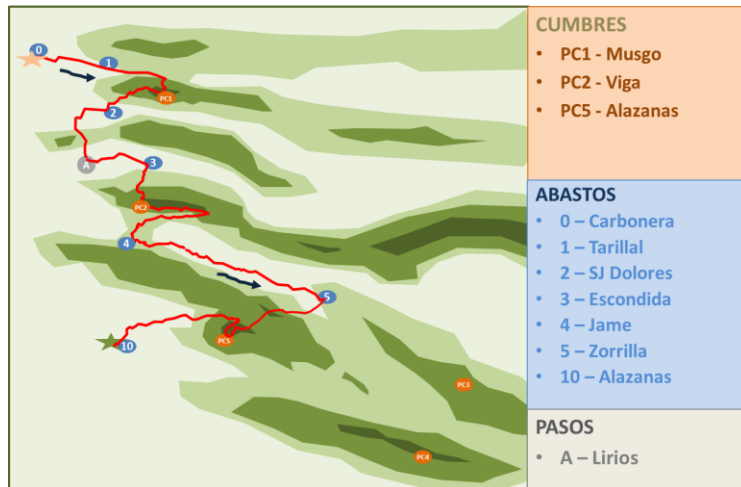 0
1
PC1
2
A
3
PC2
4
5
PC5
10
PC3
PC4
CUMBRES
• PC1 - Musgo
• PC2 - Viga
• PC5 - Alazanas
ABASTOS
• 0 – Carbonera
• 1 – Tarillal
• 2 – SJ Dolores
• 3 – Escondida
• 4 – Jame
• 5 – Zorrilla
• 10 – Alazanas
PASOS
• A – Lirios